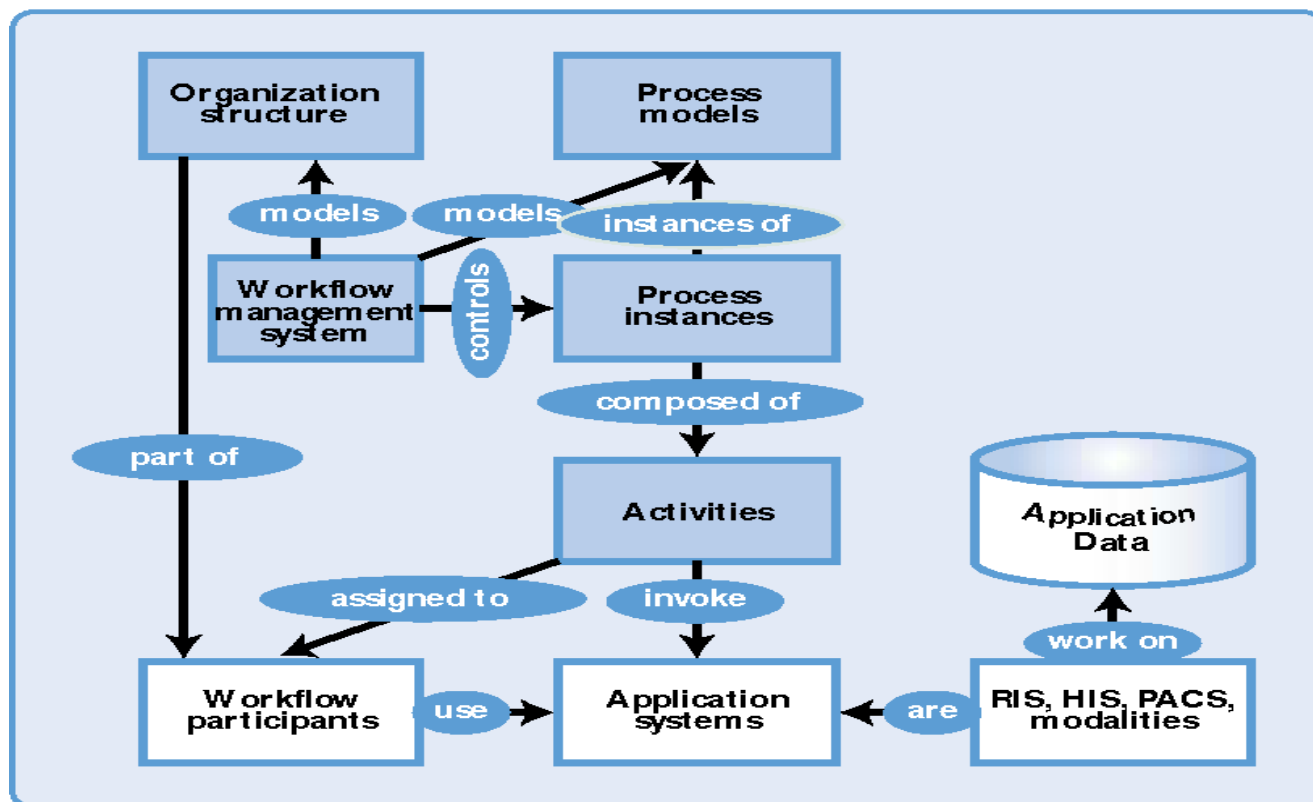 Organization
structure
Process
models
models
models
instances of
Workflow
management
system
controls
Process
instances
composed of
part of
Activities
Application
Data
assigned to
invoke
work on
Workflow
participants
use
Application
systems
are
RIS, HIS, PACS,
modalities